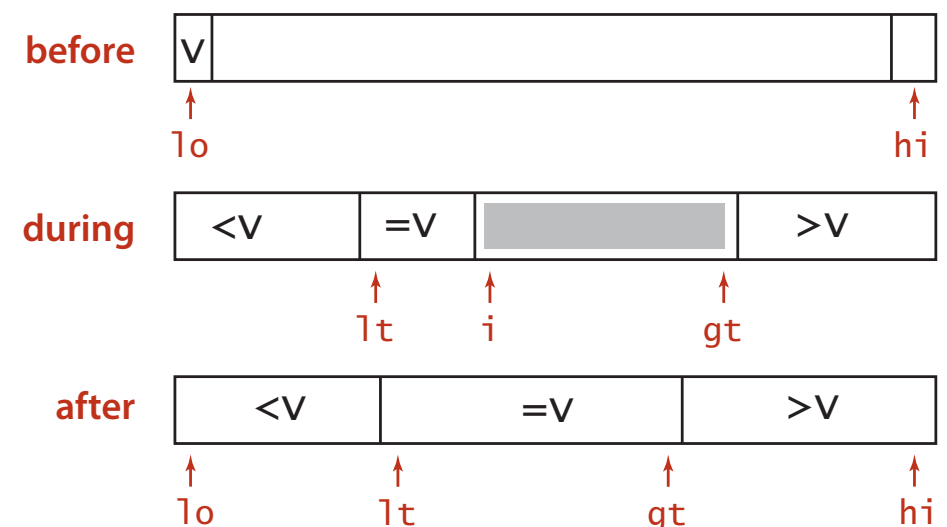 before V
lo hi
during <V =V >V
lt i gt
after <V =V >V
lo lt gt hi